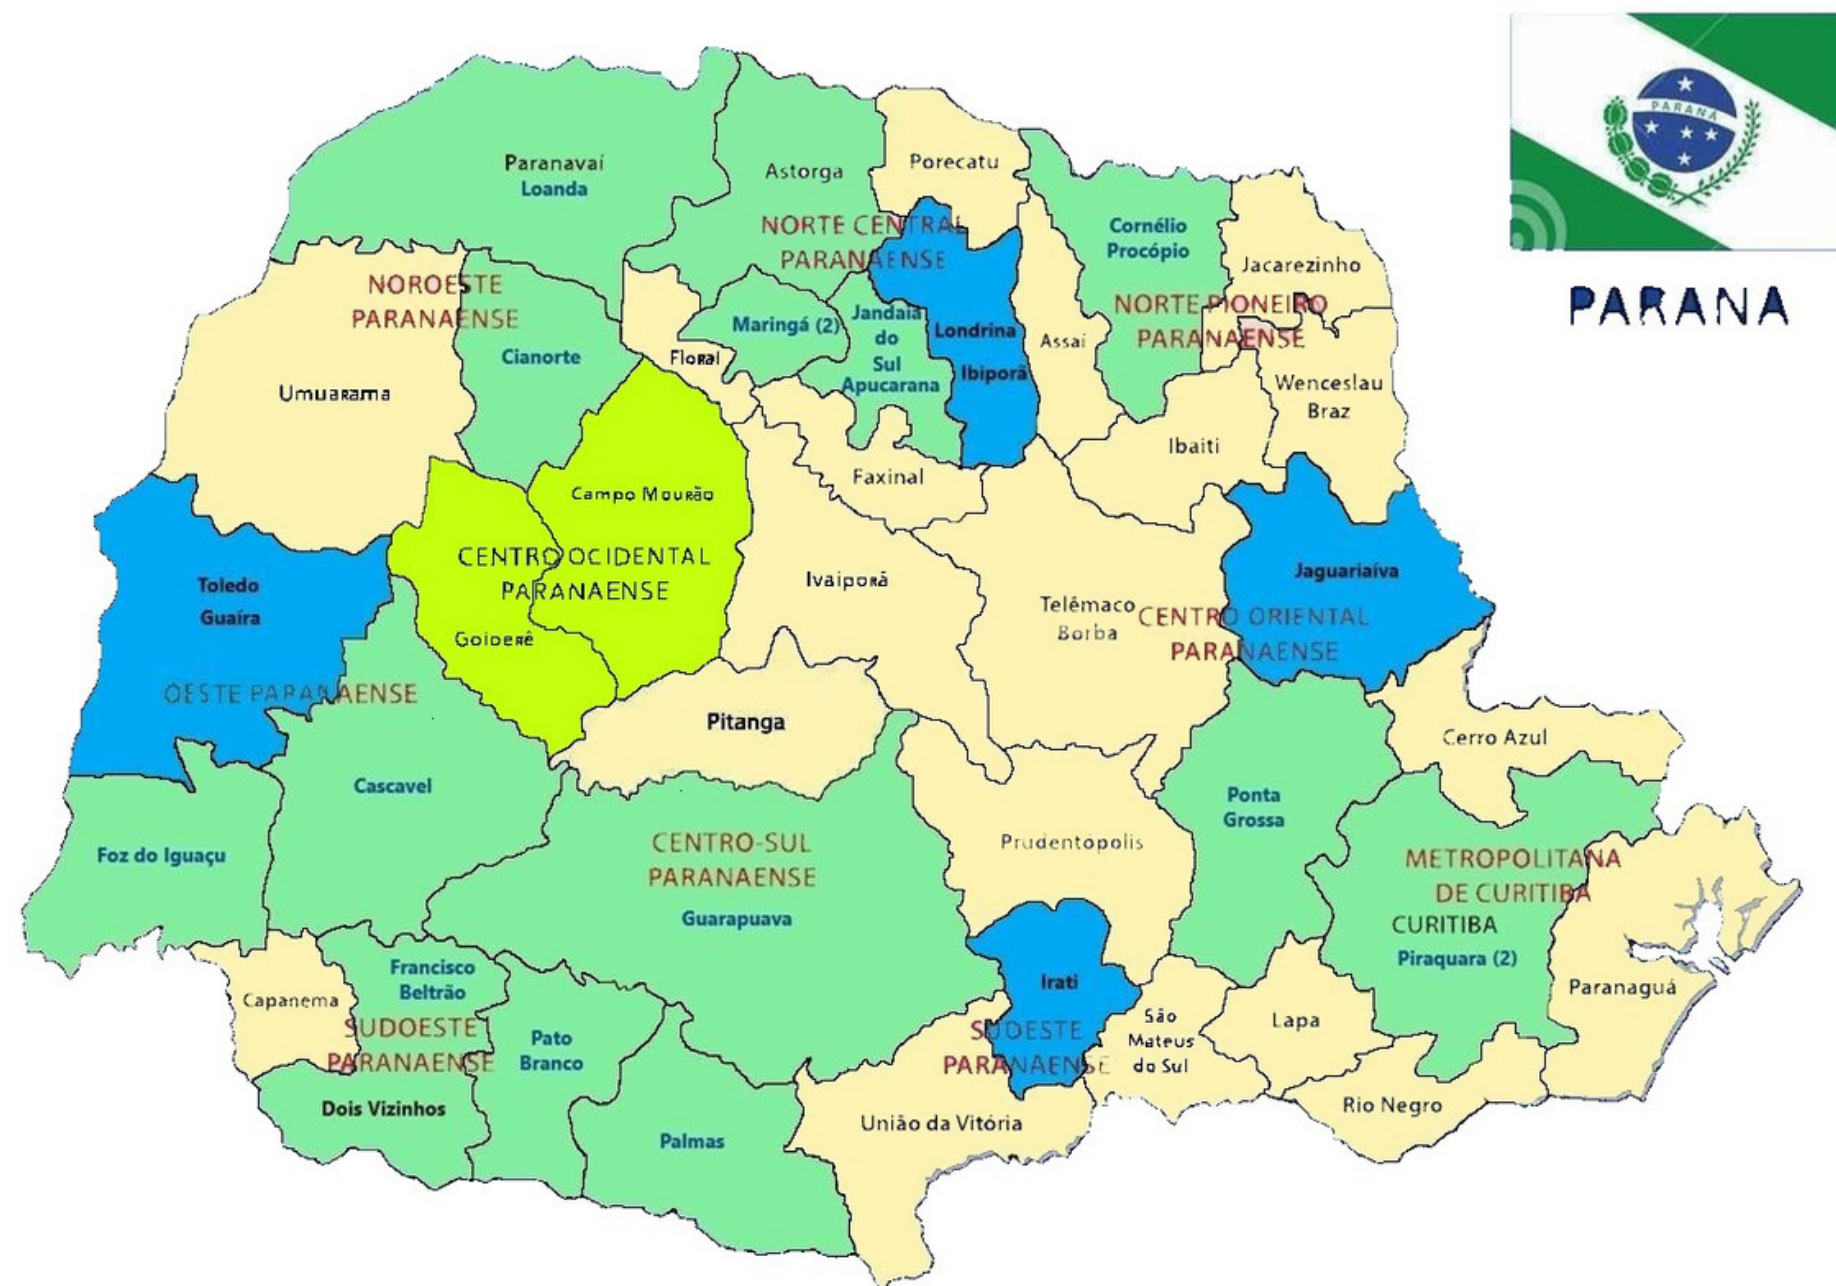 PARANÁ
PARANA
Paranavaí
Loanda
Astorga
Porecatu
NORTE CENTRAL
PARANAENSE
Cornélio
Procópio
Jacarezinho
NOROESTE
PARANAENSE
NORTE PIONEIRO
PARANAENSE
Maringá (2)
Jandaia
do
Sul
Apucarana
Londrina
Ibiporã
Assaí
Cianorte
Floraí
Umuarama
Wenceslau
Braz
Ibaiti
Faxinal
Campo Mourão
CENTRO OCIDENTAL
PARANAENSE
Goioerê
Ivaiporã
Telêmaco
Borba
Jaguariaíva
CENTRO ORIENTAL
PARANAENSE
Toledo
Guaíra
OESTE PARANAENSE
Pitanga
Cerro Azul
Cascavel
Ponta
Grossa
Foz do Iguaçu
CENTRO-SUL
PARANAENSE
Guarapuava
Prudentópolis
METROPOLITANA
DE CURITIBA
CURITIBA
Piraquara (2)
Paranaguá
Francisco
Beltrão
Capanema
SUDOESTE
PARANAENSE
Pato
Branco
Irati
SUDESTE
PARANAENSE
São
Mateus
do Sul
Lapa
Rio Negro
Dois Vizinhos
União da Vitória
Palmas